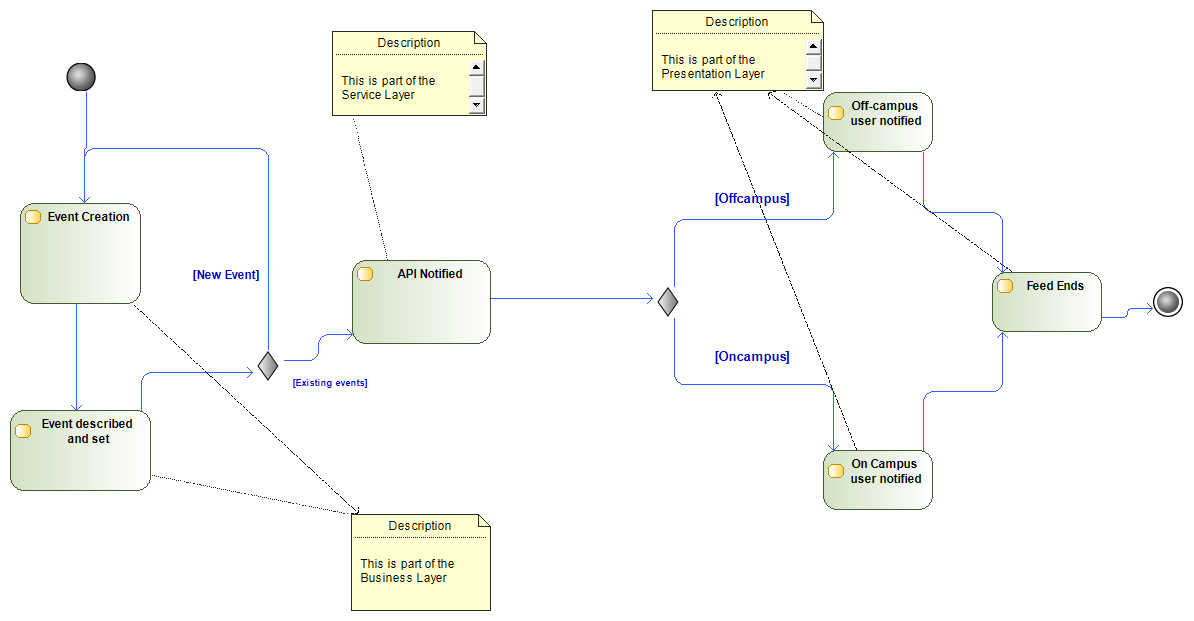 Description
This is part of the
Service Layer
Description
This is part of the
Presentation Layer
Off-campus
user notified
[Offcampus]
Event Creation
[New Event]
API Notified
Feed Ends
[Oncampus]
[Existing events]
Event described
and set
On Campus
user notified
Description
This is part of the
Business Layer